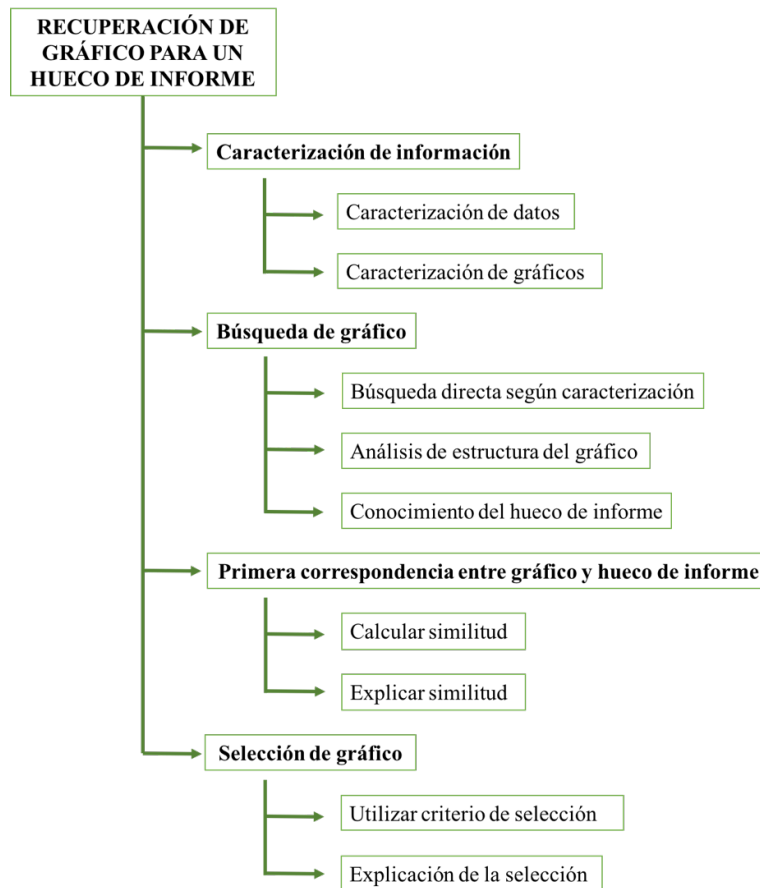 RECUPERACIÓN DE
GRÁFICO PARA UN
HUECO DE INFORME
Caracterización de información
Caracterización de datos
Caracterización de gráficos
Búsqueda de gráfico
Búsqueda directa según caracterización
Análisis de estructura del gráfico
Conocimiento del hueco de informe
Primera correspondencia entre gráfico y hueco de informe
Calcular similitud
Explicar similitud
Selección de gráfico
Utilizar criterio de selección
Explicación de la selección